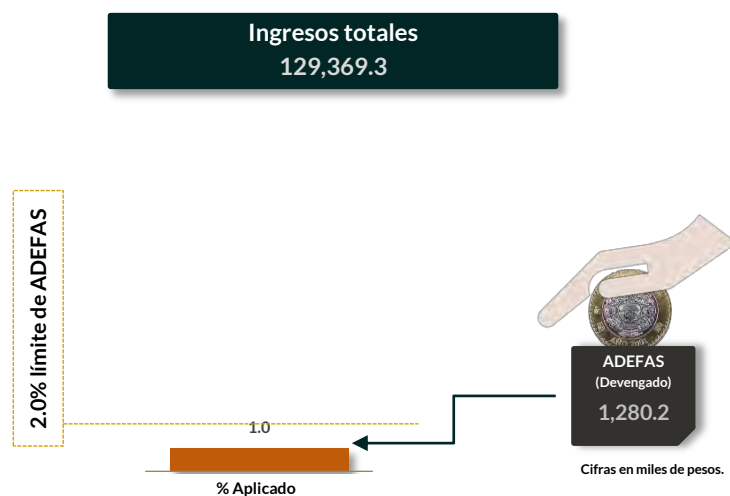 Ingresos totales
129,369.3
2.0% límite de ADEFAS
1.0
% Aplicado
ADEFAS
(Devengado)
1,280.2
Cifras en miles de pesos.